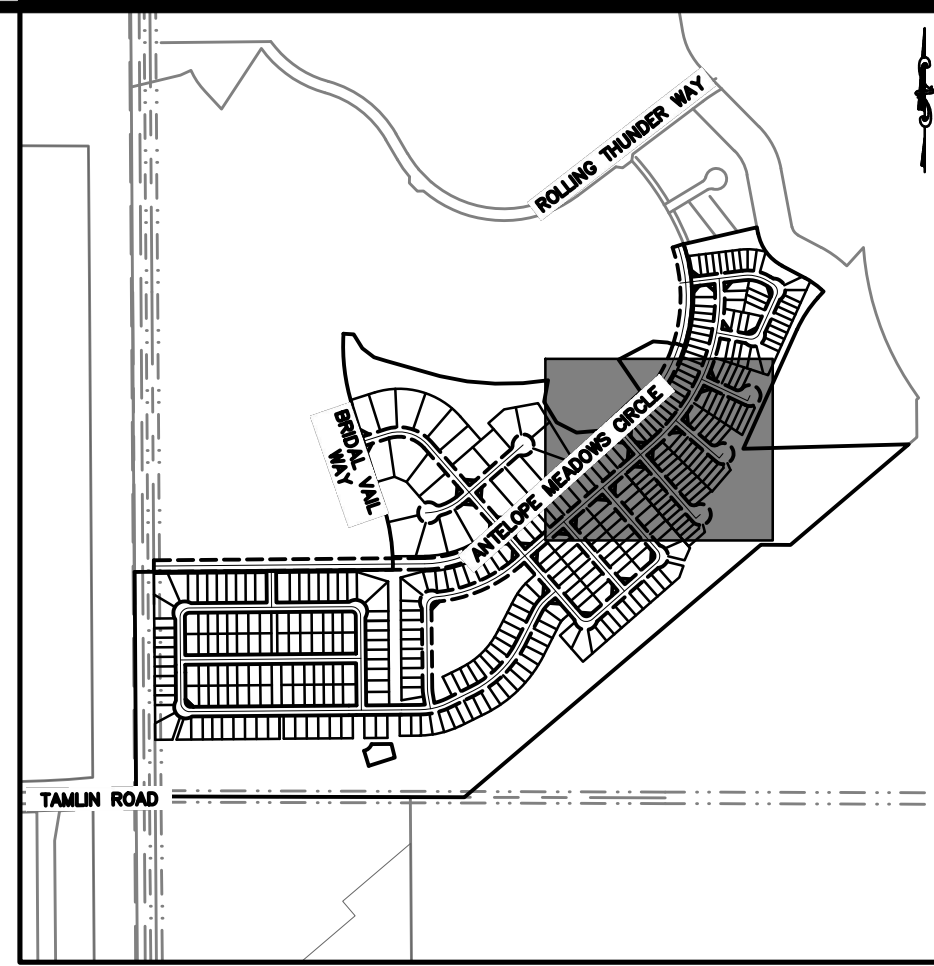 ROLLING THUNDER WAY
BRIDAL VAIL
WAY
ANTELOPE MEADOWS CIRCLE
TAMLIN ROAD